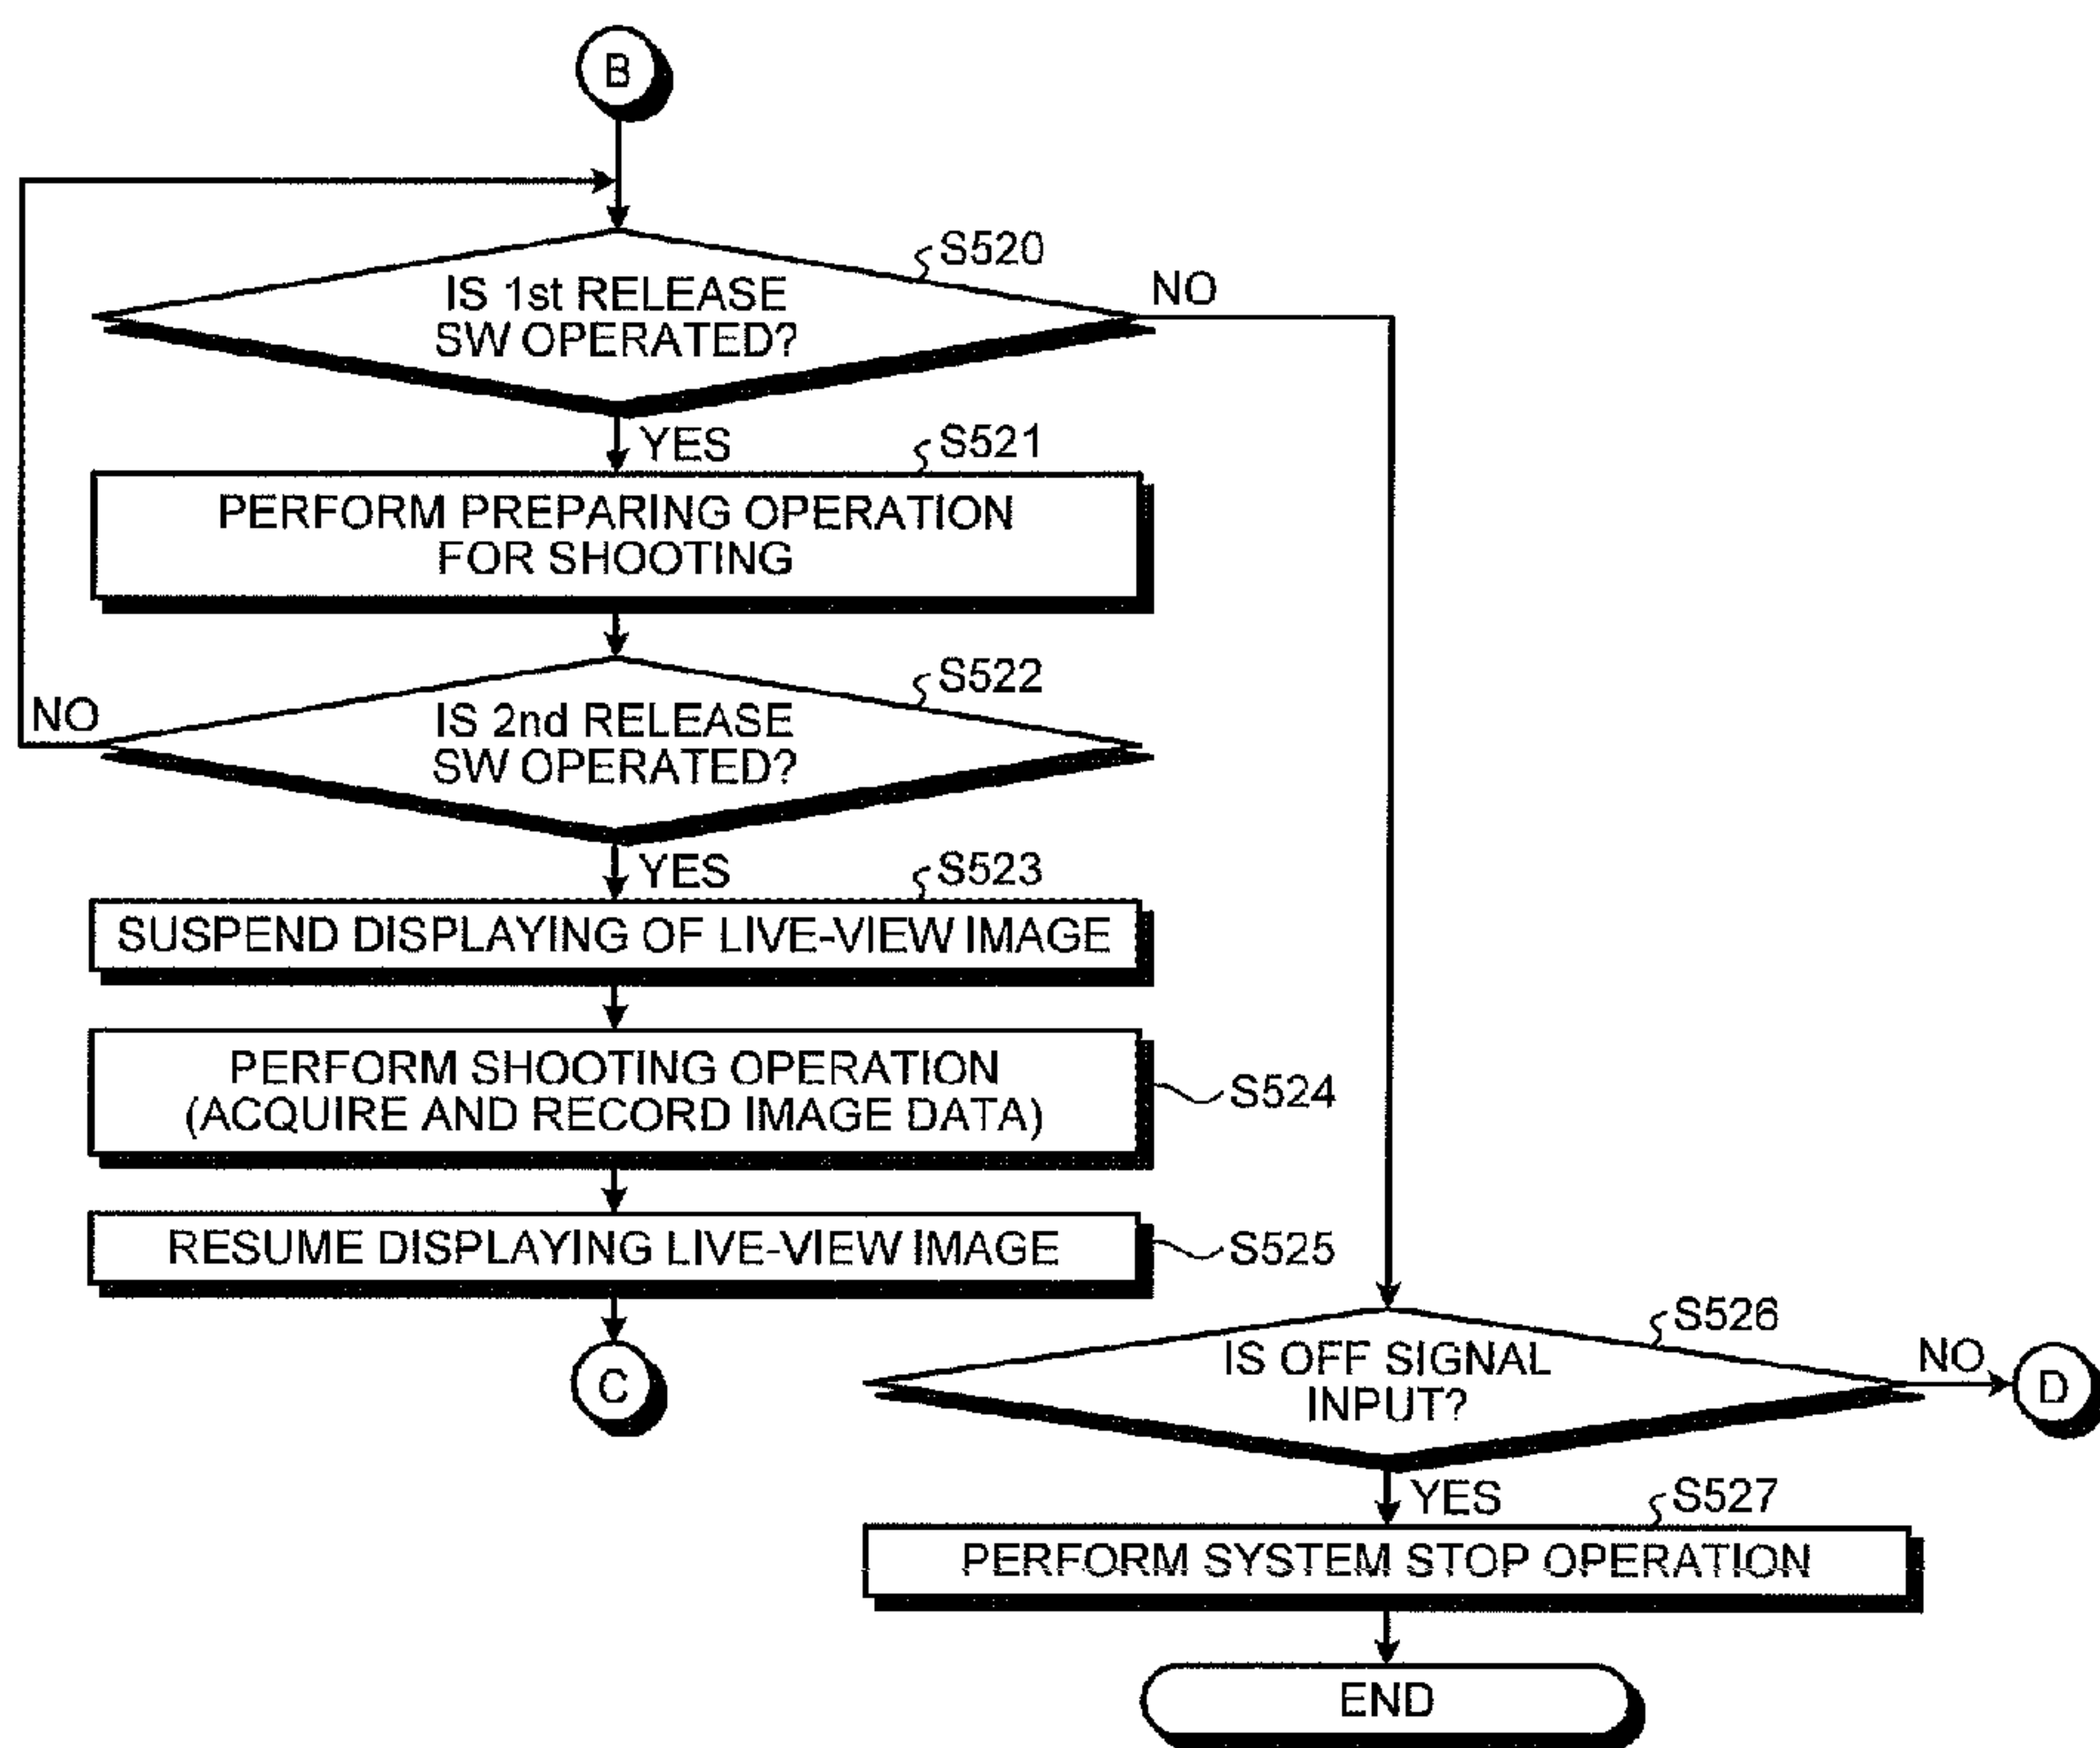 B
S520
IS 1st RELEASE
SW OPERATED?
NO
YES
S521
PERFORM PREPARING OPERATION
FOR SHOOTING
S522
NO
IS 2nd RELEASE
SW OPERATED?
YES
S523
SUSPEND DISPLAYING OF LIVE-VIEW IMAGE
PERFORM SHOOTING OPERATION
(ACQUIRE AND RECORD IMAGE DATA)
S524
RESUME DISPLAYING LIVE-VIEW IMAGE
S525
C
S526
IS OFF SIGNAL
INPUT?
NO
D
YES
S527
PERFORM SYSTEM STOP OPERATION
END